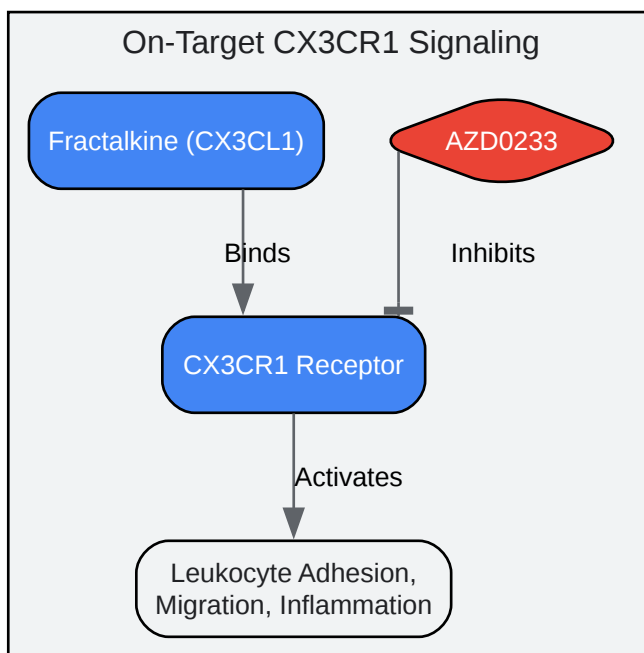 On-Target CX3CR1 Signaling
Fractalkine (CX3CL1)
AZD0233
Binds
Inhibits
CX3CR1 Receptor
Activates
Leukocyte Adhesion,
Migration, Inflammation